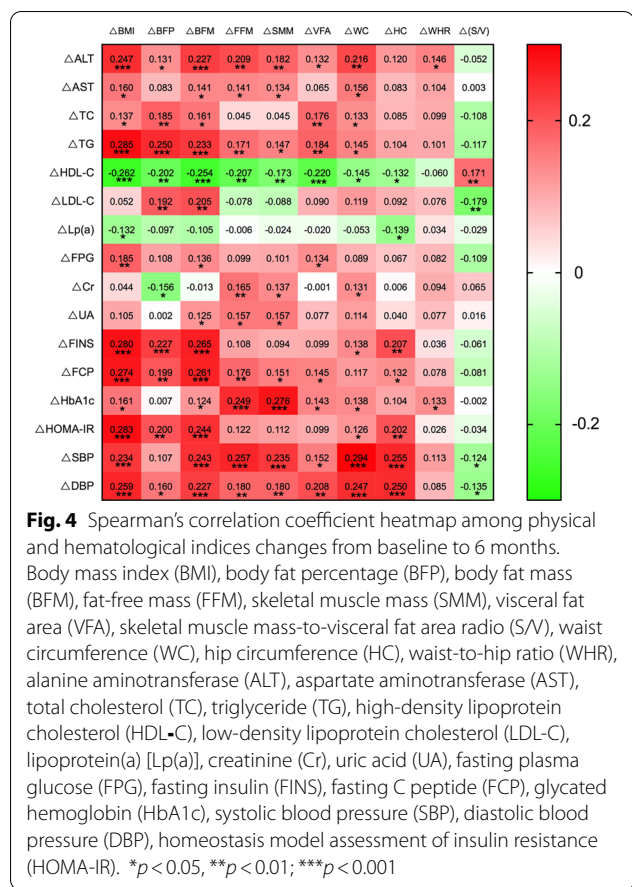 △BMI △BFP △BFM △FFM △SMM △VFA △WC △HC △WHR △(S/V)
△ALT 0.247 0.131 0.227 0.209 0.182 0.132 0.216 0.120 0.146 -0.052
*** * *** ** ** * ** *
△AST 0.160 0.083 0.141 0.141 0.134 0.065 0.156 0.083 0.104 0.003
* * * * *
△TC 0.137 0.185 0.161 0.045 0.045 0.176 0.133 0.085 0.099 -0.108
* ** * ** *
△TG 0.285 0.250 0.233 0.171 0.147 0.184 0.145 0.104 0.101 -0.117
*** *** *** ** * ** *
△HDL-C -0.262 -0.202 -0.254 -0.207 -0.173 -0.220 -0.145 -0.132 -0.060 0.171
*** ** *** ** ** *** * * **
△LDL-C 0.052 0.192 0.205 -0.078 -0.088 0.090 0.119 0.092 0.076 -0.179
** ** **
△Lp(a) -0.132 -0.097 -0.105 -0.006 -0.024 -0.020 -0.053 -0.139 0.034 -0.029
* *
△FPG 0.185 0.108 0.136 0.099 0.101 0.134 0.089 0.067 0.082 -0.109
** * *
△Cr 0.044 -0.156 -0.013 0.165 0.137 -0.001 0.131 0.006 0.094 0.065
* ** * *
△UA 0.105 0.002 0.125 0.157 0.157 0.077 0.114 0.040 0.077 0.016
* * *
△FINS 0.280 0.227 0.265 0.108 0.094 0.099 0.138 0.207 0.036 -0.061
*** *** *** * **
△FCP 0.274 0.199 0.261 0.176 0.151 0.145 0.117 0.132 0.078 -0.081
*** ** *** ** * * *
△HbA1c 0.161 0.007 0.124 0.249 0.276 0.143 0.138 0.104 0.133 -0.002
* * *** *** * * *
△HOMA-IR 0.283 0.200 0.244 0.122 0.112 0.099 0.126 0.202 0.026 -0.034
*** ** *** * **
△SBP 0.234 0.107 0.243 0.257 0.235 0.152 0.294 0.255 0.113 -0.124
*** *** *** *** * *** *** *
△DBP 0.259 0.160 0.227 0.180 0.180 0.208 0.247 0.250 0.085 -0.135
*** * *** ** ** ** *** *** *
0.2
0
-0.2
Fig. 4 Spearman's correlation coefficient heatmap among physical
and hematological indices changes from baseline to 6 months.
Body mass index (BMI), body fat percentage (BFP), body fat mass
(BFM), fat-free mass (FFM), skeletal muscle mass (SMM), visceral fat
area (VFA), skeletal muscle mass-to-visceral fat area radio (S/V), waist
circumference (WC), hip circumference (HC), waist-to-hip ratio (WHR),
alanine aminotransferase (ALT), aspartate aminotransferase (AST),
total cholesterol (TC), triglyceride (TG), high-density lipoprotein
cholesterol (HDL-C), low-density lipoprotein cholesterol (LDL-C),
lipoprotein(a) [Lp(a)], creatinine (Cr), uric acid (UA), fasting plasma
glucose (FPG), fasting insulin (FINS), fasting C peptide (FCP), glycated
hemoglobin (HbA1c), systolic blood pressure (SBP), diastolic blood
pressure (DBP), homeostasis model assessment of insulin resistance
(HOMA-IR). *p < 0.05, **p < 0.01; ***p < 0.001